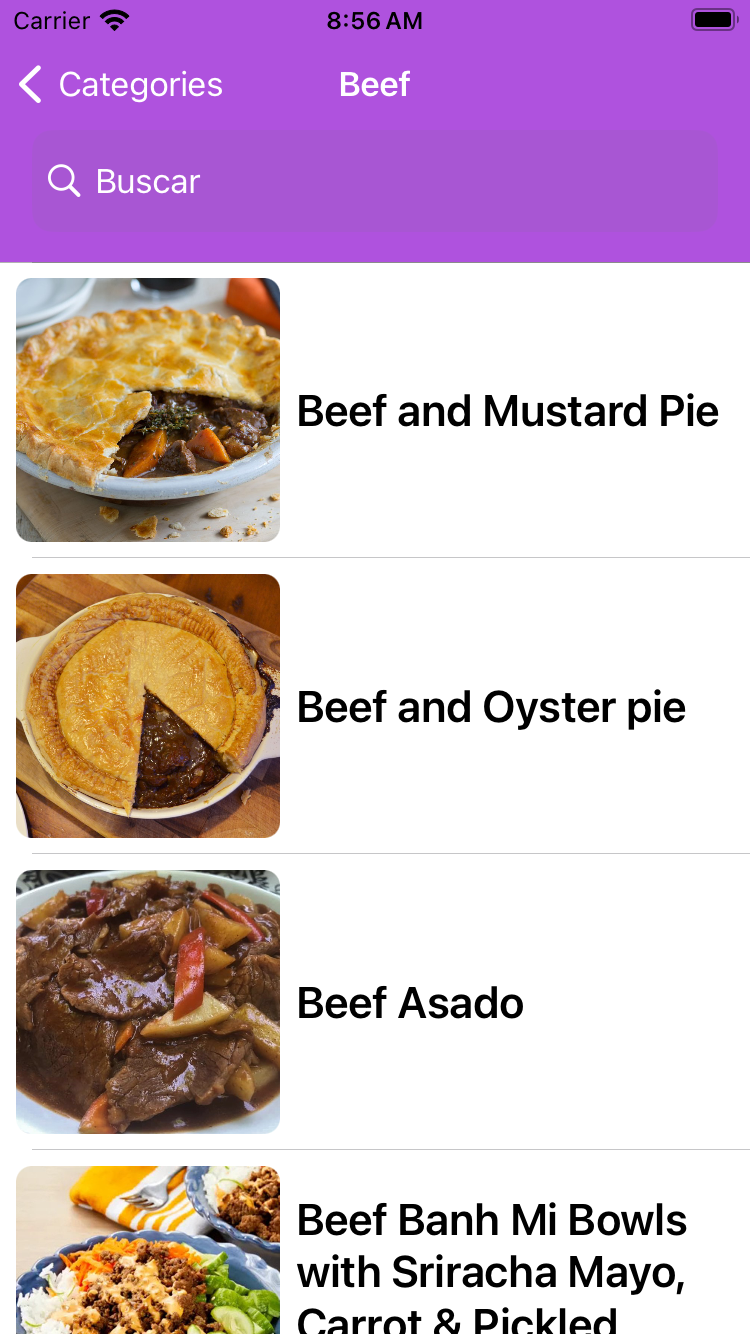 Carrier 8:56 AM
Categories Beef
Buscar
Beef and Mustard Pie
Beef and Oyster pie
Beef Asado
Beef Banh Mi Bowls
with Sriracha Mayo,
Carrot & Pickled